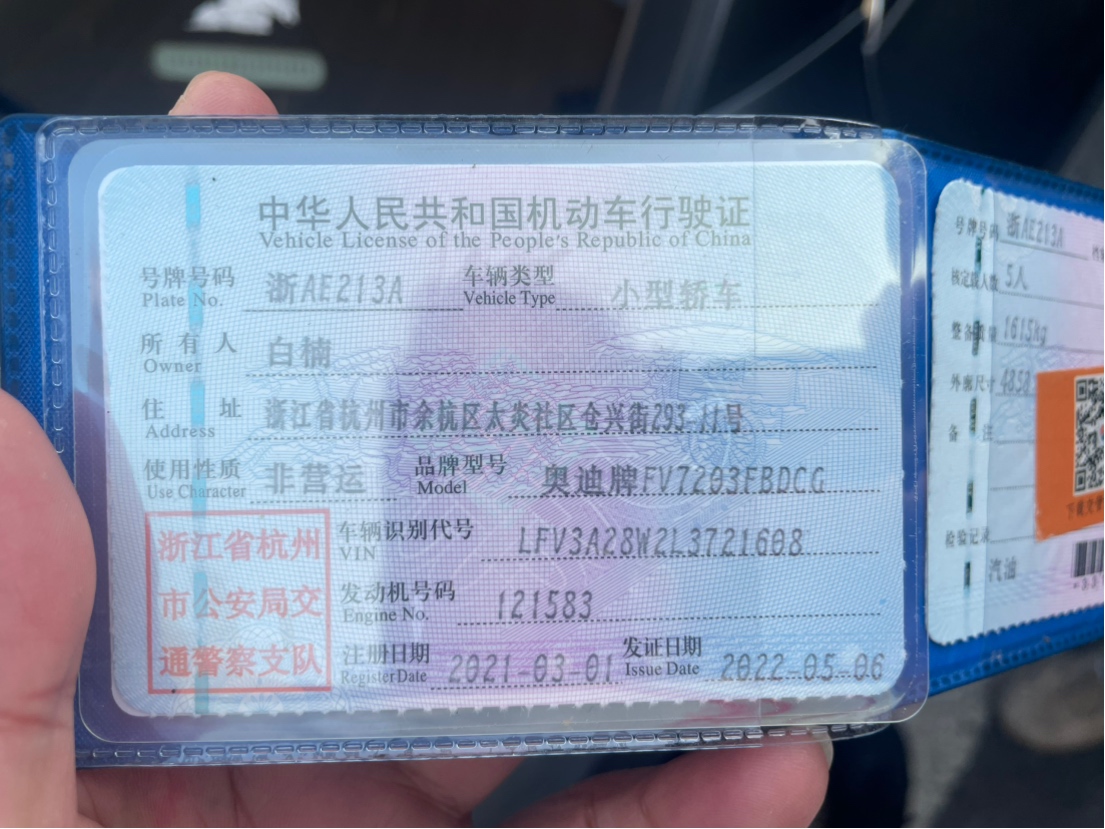 中华人民共和国机动车行驶证
Vehicle License of the People's Republic of China
号牌号码 浙AE213A 车辆类型 小型轿车
Plate No. Vehicle Type
所有人 白楠
Owner
住址 浙江省杭州市余杭区太炎社区仓兴街293-11号
Address
使用性质 非营运 品牌型号 奥迪牌FV7203FBDCG
Use Character Model
车辆识别代号 LFV3A28W2L3721608
VIN
发动机号码 121583
Engine No.
注册日期 2021-03-01 发证日期 2022-05-06
Register Date Issue Date
浙江省杭州
市公安局交
通警察支队
号牌号码 浙AE213A
核定载人数 5人
整备质量 1615kg
外廓尺寸 4858
备注
检验记录
汽油